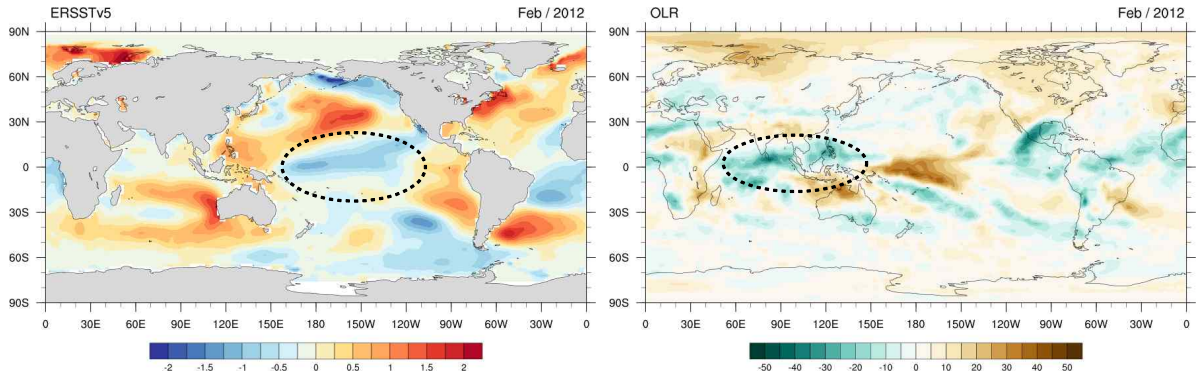 ERSSTv5 Feb / 2012
90N
60N
30N
0
30S
60S
90S
0 30E 60E 90E 120E 150E 180 150W 120W 90W 60W 30W 0
-2 -1.5 -1 -0.5 0 0.5 1 1.5 2
OLR Feb / 2012
90N
60N
30N
0
30S
60S
90S
0 30E 60E 90E 120E 150E 180 150W 120W 90W 60W 30W 0
-50 -40 -30 -20 -10 0 10 20 30 40 50